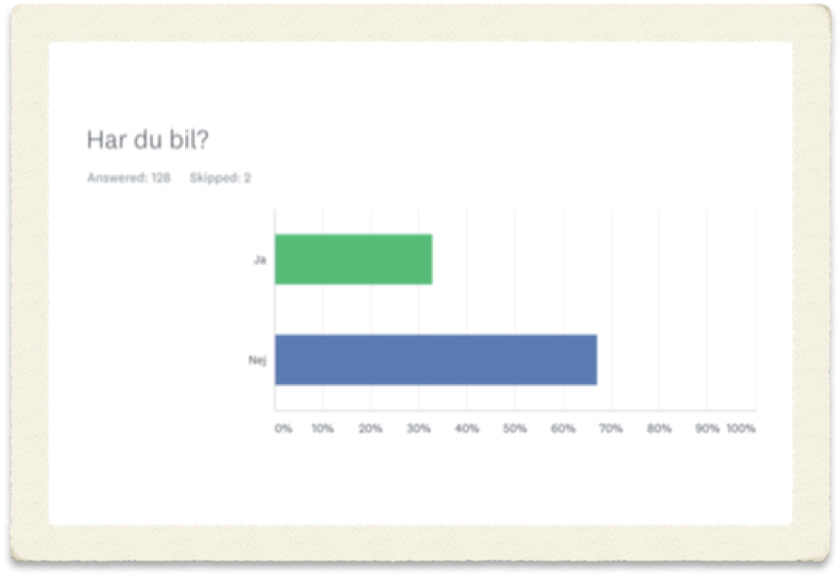 Har du bil?
Answered: 128 Skipped: 2
Ja
Nej
0% 10% 20% 30% 40% 50% 60% 70% 80% 90% 100%